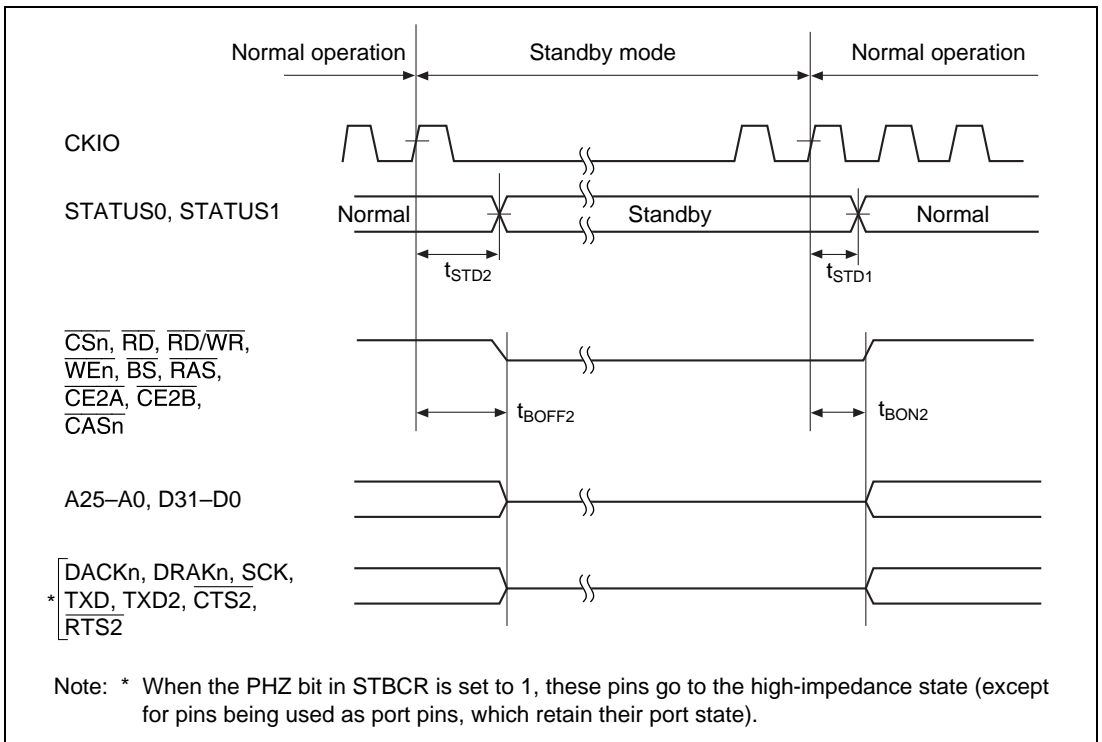 Normal operation Standby mode Normal operation
CKIO
STATUS0, STATUS1 Normal Standby Normal
tSTD2 tSTD1
CSn, RD, RD/WR,
WEn, BS, RAS,
CE2A, CE2B,
CASn
tBOFF2 tBON2
A25–A0, D31–D0
DACKn, DRAKn, SCK,
* TXD, TXD2, CTS2,
RTS2
Note: * When the PHZ bit in STBCR is set to 1, these pins go to the high-impedance state (except
for pins being used as port pins, which retain their port state).